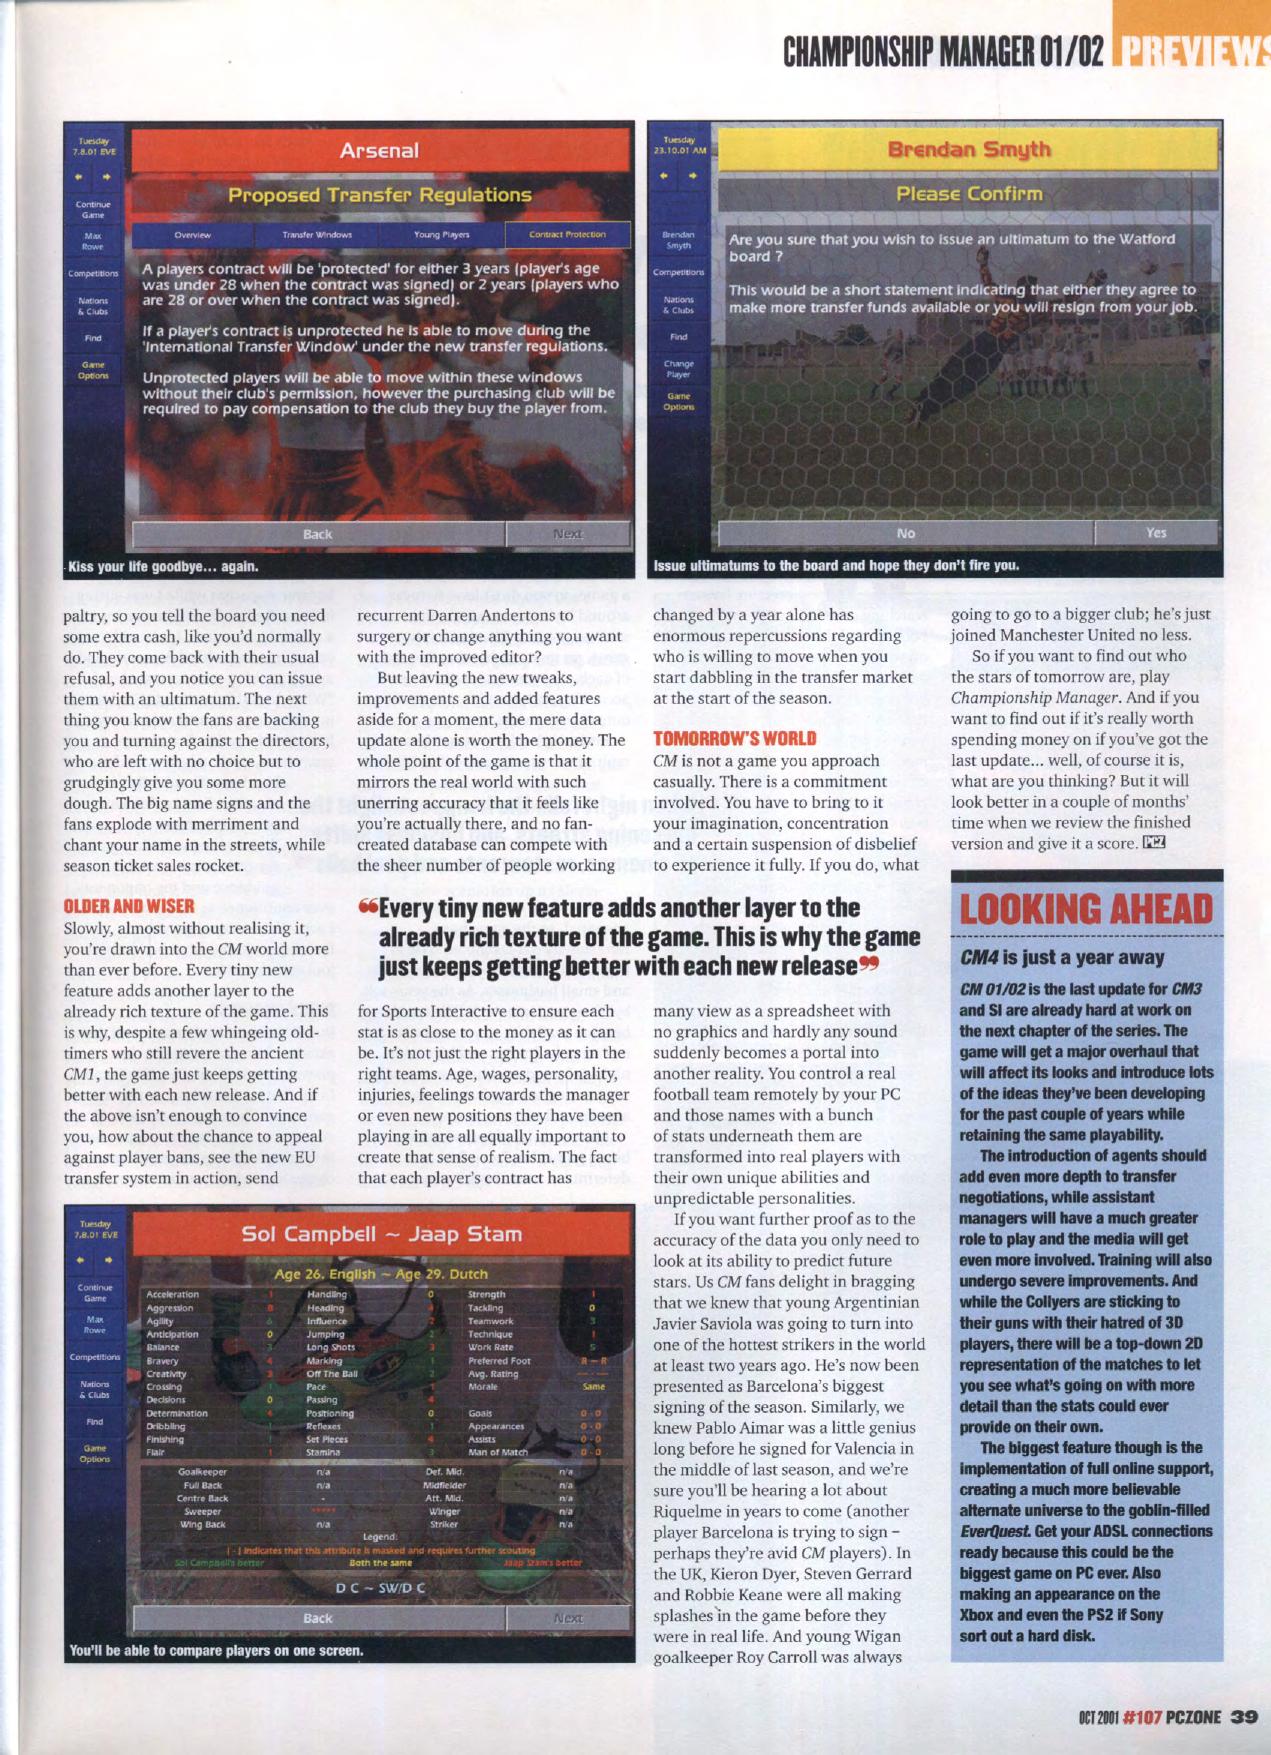 CHAMPIONSHIP MANAGER 01/02 PREVIEWS
Tuesday
7.8.01 EVE
Continue
Game
Max
Rowe
Competitions
Nations
& Clubs
Find
Game
Options
Arsenal
Proposed Transfer Regulations
Overview Transfer Windows Young Players Contract Protection
A players contract will be 'protected' for either 3 years (player's age
was under 28 when the contract was signed) or 2 years (players who
are 28 or over when the contract was signed).
If a player's contract is unprotected he is able to move during the
'International Transfer Window' under the new transfer regulations.
Unprotected players will be able to move within these windows
without their club's permission, however the purchasing club will be
required to pay compensation to the club they buy the player from.
Back Next
Kiss your life goodbye... again.
Tuesday
23.10.01 AM
Brendan
Smyth
Competitions
Nations
& Clubs
Find
Change
Player
Game
Options
Brendan Smyth
Please Confirm
Are you sure that you wish to issue an ultimatum to the Watford
board ?
This would be a short statement indicating that either they agree to
make more transfer funds available or you will resign from your job.
No Yes
Issue ultimatums to the board and hope they don't fire you.
paltry, so you tell the board you need
some extra cash, like you'd normally
do. They come back with their usual
refusal, and you notice you can issue
them with an ultimatum. The next
thing you know the fans are backing
you and turning against the directors,
who are left with no choice but to
grudgingly give you some more
dough. The big name signs and the
fans explode with merriment and
chant your name in the streets, while
season ticket sales rocket.
OLDER AND WISER
Slowly, almost without realising it,
you're drawn into the CM world more
than ever before. Every tiny new
feature adds another layer to the
already rich texture of the game. This
is why, despite a few whingeing old-
timers who still revere the ancient
CM1, the game just keeps getting
better with each new release. And if
the above isn't enough to convince
you, how about the chance to appeal
against player bans, see the new EU
transfer system in action, send
recurrent Darren Andertons to
surgery or change anything you want
with the improved editor?
But leaving the new tweaks,
improvements and added features
aside for a moment, the mere data
update alone is worth the money. The
whole point of the game is that it
mirrors the real world with such
unerring accuracy that it feels like
you're actually there, and no fan-
created database can compete with
the sheer number of people working
“Every tiny new feature adds another layer to the
already rich texture of the game. This is why the game
just keeps getting better with each new release”
for Sports Interactive to ensure each
stat is as close to the money as it can
be. It's not just the right players in the
right teams. Age, wages, personality,
injuries, feelings towards the manager
or even new positions they have been
playing in are all equally important to
create that sense of realism. The fact
that each player's contract has
changed by a year alone has
enormous repercussions regarding
who is willing to move when you
start dabbling in the transfer market
at the start of the season.
TOMORROW'S WORLD
CM is not a game you approach
casually. There is a commitment
involved. You have to bring to it
your imagination, concentration
and a certain suspension of disbelief
to experience it fully. If you do, what
many view as a spreadsheet with
no graphics and hardly any sound
suddenly becomes a portal into
another reality. You control a real
football team remotely by your PC
and those names with a bunch
of stats underneath them are
transformed into real players with
their own unique abilities and
unpredictable personalities.
If you want further proof as to the
accuracy of the data you only need to
look at its ability to predict future
stars. Us CM fans delight in bragging
that we knew that young Argentinian
Javier Saviola was going to turn into
one of the hottest strikers in the world
at least two years ago. He's now been
presented as Barcelona's biggest
signing of the season. Similarly, we
knew Pablo Aimar was a little genius
long before he signed for Valencia in
the middle of last season, and we're
sure you'll be hearing a lot about
Riquelme in years to come (another
player Barcelona is trying to sign –
perhaps they're avid CM players). In
the UK, Kieron Dyer, Steven Gerrard
and Robbie Keane were all making
splashes in the game before they
were in real life. And young Wigan
goalkeeper Roy Carroll was always
going to go to a bigger club; he's just
joined Manchester United no less.
So if you want to find out who
the stars of tomorrow are, play
Championship Manager. And if you
want to find out if it's really worth
spending money on if you've got the
last update... well, of course it is,
what are you thinking? But it will
look better in a couple of months'
time when we review the finished
version and give it a score. PZ
Tuesday
7.8.01 EVE
Continue
Game
Max
Rowe
Competitions
Nations
& Clubs
Find
Game
Options
Sol Campbell ~ Jaap Stam
Age 26. English ~ Age 29. Dutch
Acceleration Handling 0 Strength
Aggression Heading Tackling 0
Agility Influence Teamwork
Anticipation 0 Jumping Technique
Balance Long Shots Work Rate
Bravery Marking Preferred Foot R – R
Creativity Off The Ball Avg. Rating
Crossing Pace Morale Same
Decisions 0 Passing
Determination Positioning 0 Goals 0 - 0
Dribbling Reflexes Appearances 0 - 0
Finishing Set Pieces Assists 0 - 0
Flair Stamina Man of Match 0 - 0
Goalkeeper n/a Def. Mid. n/a
Full Back n/a Midfielder n/a
Centre Back - Att. Mid. n/a
Sweeper ***** Winger n/a
Wing Back n/a Striker n/a
Legend:
[ - ] Indicates that this attribute is masked and requires further scouting
Sol Campbell's better Both the same Jaap Stam's better
D C ~ SW/D C
Back Next
You'll be able to compare players on one screen.
LOOKING AHEAD
CM4 is just a year away
CM 01/02 is the last update for CM3
and SI are already hard at work on
the next chapter of the series. The
game will get a major overhaul that
will affect its looks and introduce lots
of the ideas they've been developing
for the past couple of years while
retaining the same playability.
The introduction of agents should
add even more depth to transfer
negotiations, while assistant
managers will have a much greater
role to play and the media will get
even more involved. Training will also
undergo severe improvements. And
while the Collyers are sticking to
their guns with their hatred of 3D
players, there will be a top-down 2D
representation of the matches to let
you see what's going on with more
detail than the stats could ever
provide on their own.
The biggest feature though is the
implementation of full online support,
creating a much more believable
alternate universe to the goblin-filled
EverQuest. Get your ADSL connections
ready because this could be the
biggest game on PC ever. Also
making an appearance on the
Xbox and even the PS2 if Sony
sort out a hard disk.
OCT 2001 #107 PCZONE 39